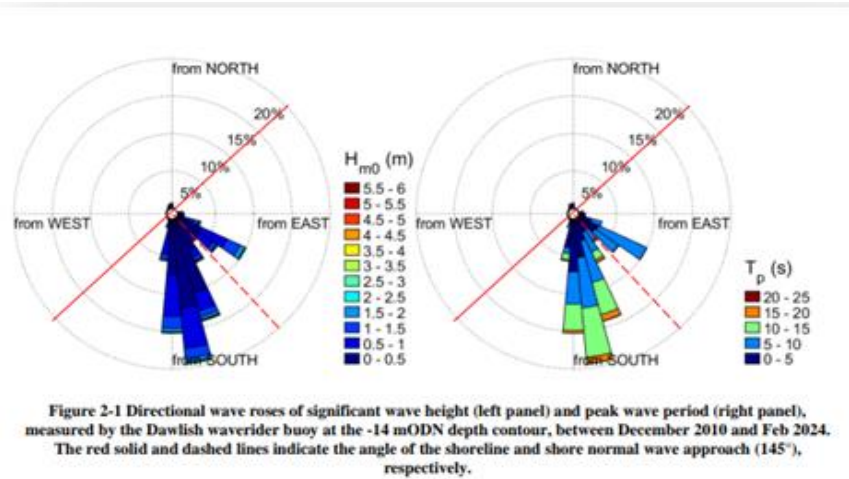 from NORTH
20%
15%
10%
5%
from WEST
from EAST
from SOUTH
H m0 (m)
5.5 - 6
5 - 5.5
4.5 - 5
4 - 4.5
3.5 - 4
3 - 3.5
2.5 - 3
2 - 2.5
1.5 - 2
1 - 1.5
0.5 - 1
0 - 0.5
from NORTH
20%
15%
10%
5%
from WEST
from EAST
from SOUTH
T p (s)
20 - 25
15 - 20
10 - 15
5 - 10
0 - 5
Figure 2-1 Directional wave roses of significant wave height (left panel) and peak wave period (right panel),
measured by the Dawlish waverider buoy at the -14 mODN depth contour, between December 2010 and Feb 2024.
The red solid and dashed lines indicate the angle of the shoreline and shore normal wave approach (145°),
respectively.